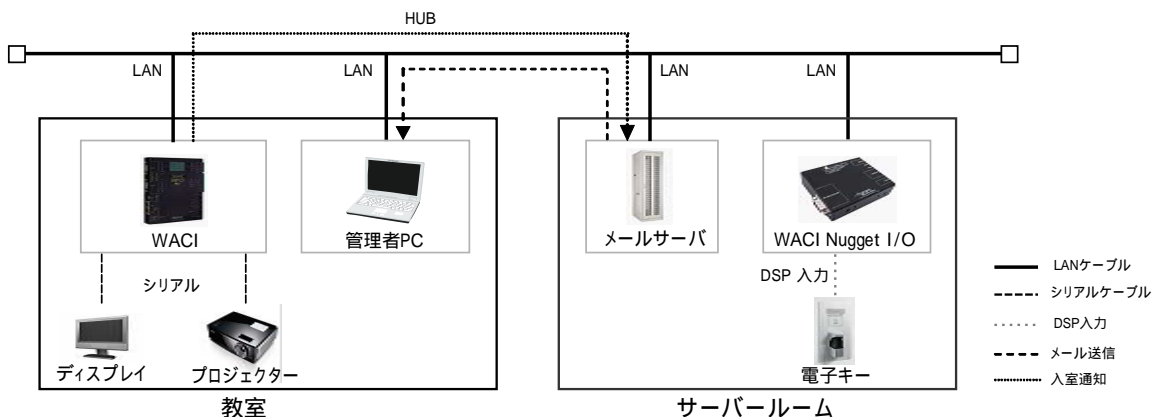 HUB
LAN
LAN
LAN
LAN
WACI
管理者PC
メールサーバ
WACI Nugget I/O
シリアル
DSP 入力
ディスプレイ
プロジェクター
電子キー
教室
サーバールーム
LANケーブル
シリアルケーブル
DSP入力
メール送信
入室通知